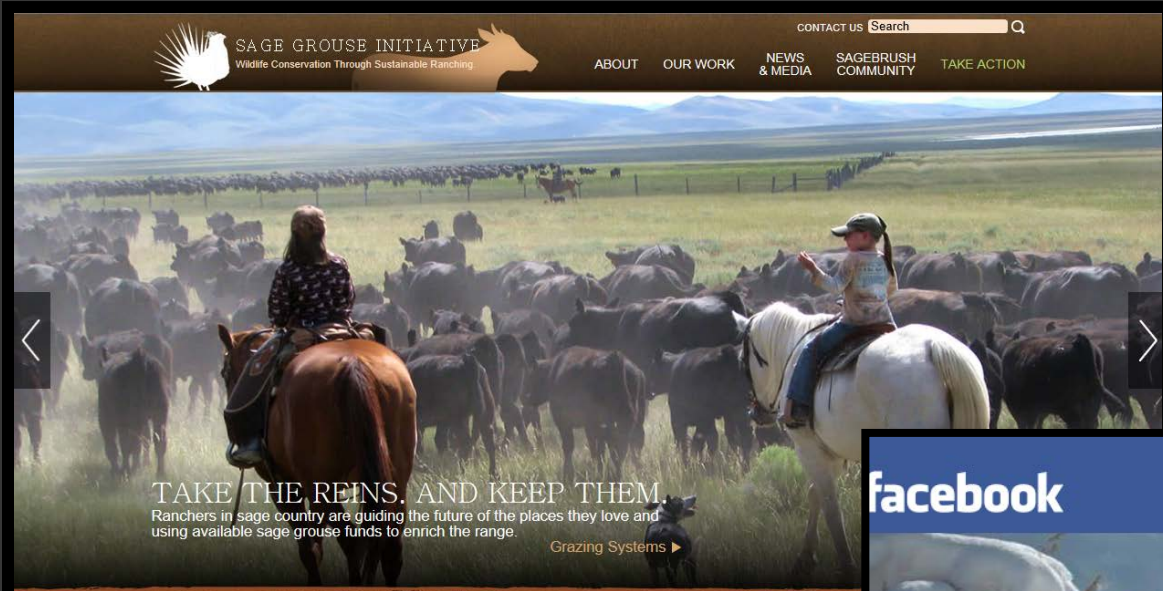 CONTACT US Search
SAGE GROUSE INITIATIVE
Wildlife Conservation Through Sustainable Ranching
ABOUT
OUR WORK
NEWS
& MEDIA
SAGEBRUSH
COMMUNITY
TAKE ACTION
TAKE THE REINS. AND KEEP THEM.
Ranchers in sage country are guiding the future of the places they love and
using available sage grouse funds to enrich the range.
Grazing Systems
facebook